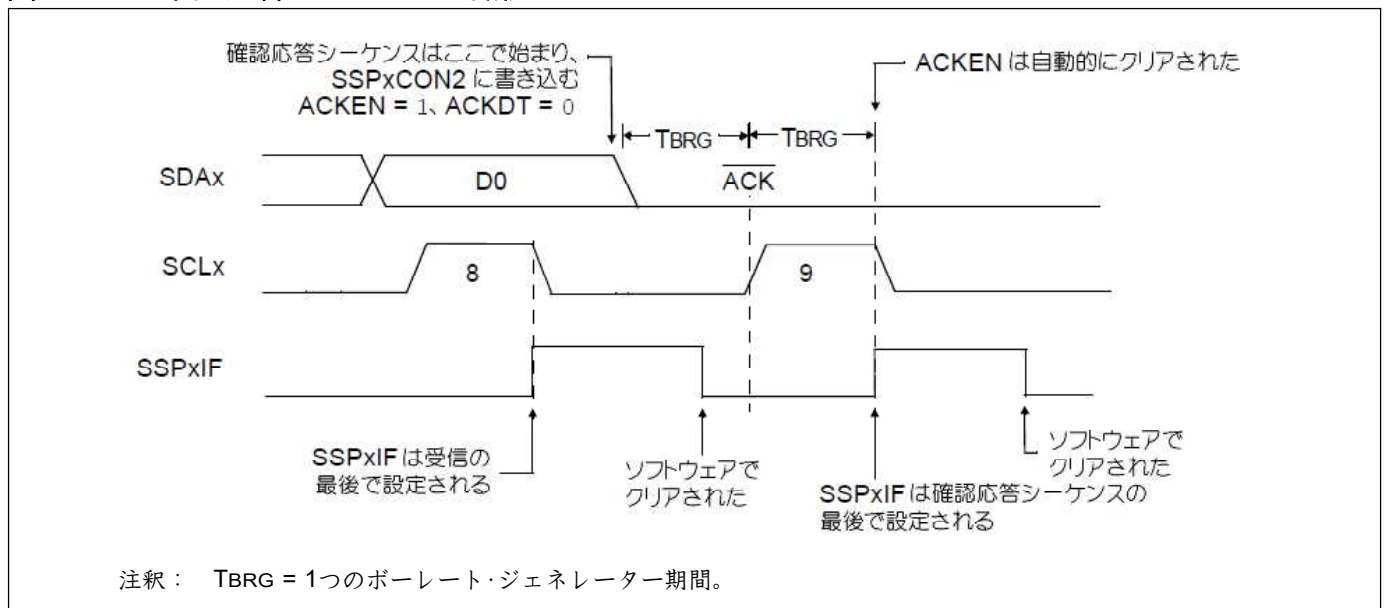 確認応答シーケンスはここで始まり、
SSPxCON2 に書き込む
ACKEN = 1、ACKDT = 0
ACKEN は自動的にクリアされた
TBRG
TBRG
SDAx
D0
ACK
SCLx
8
9
SSPxIF
SSPxIF は受信の
最後で設定される
ソフトウェアで
クリアされた
SSPxIF は確認応答シーケンスの
最後で設定される
ソフトウェアで
クリアされた
注釈： TBRG = 1つのボーレート・ジェネレーター期間。